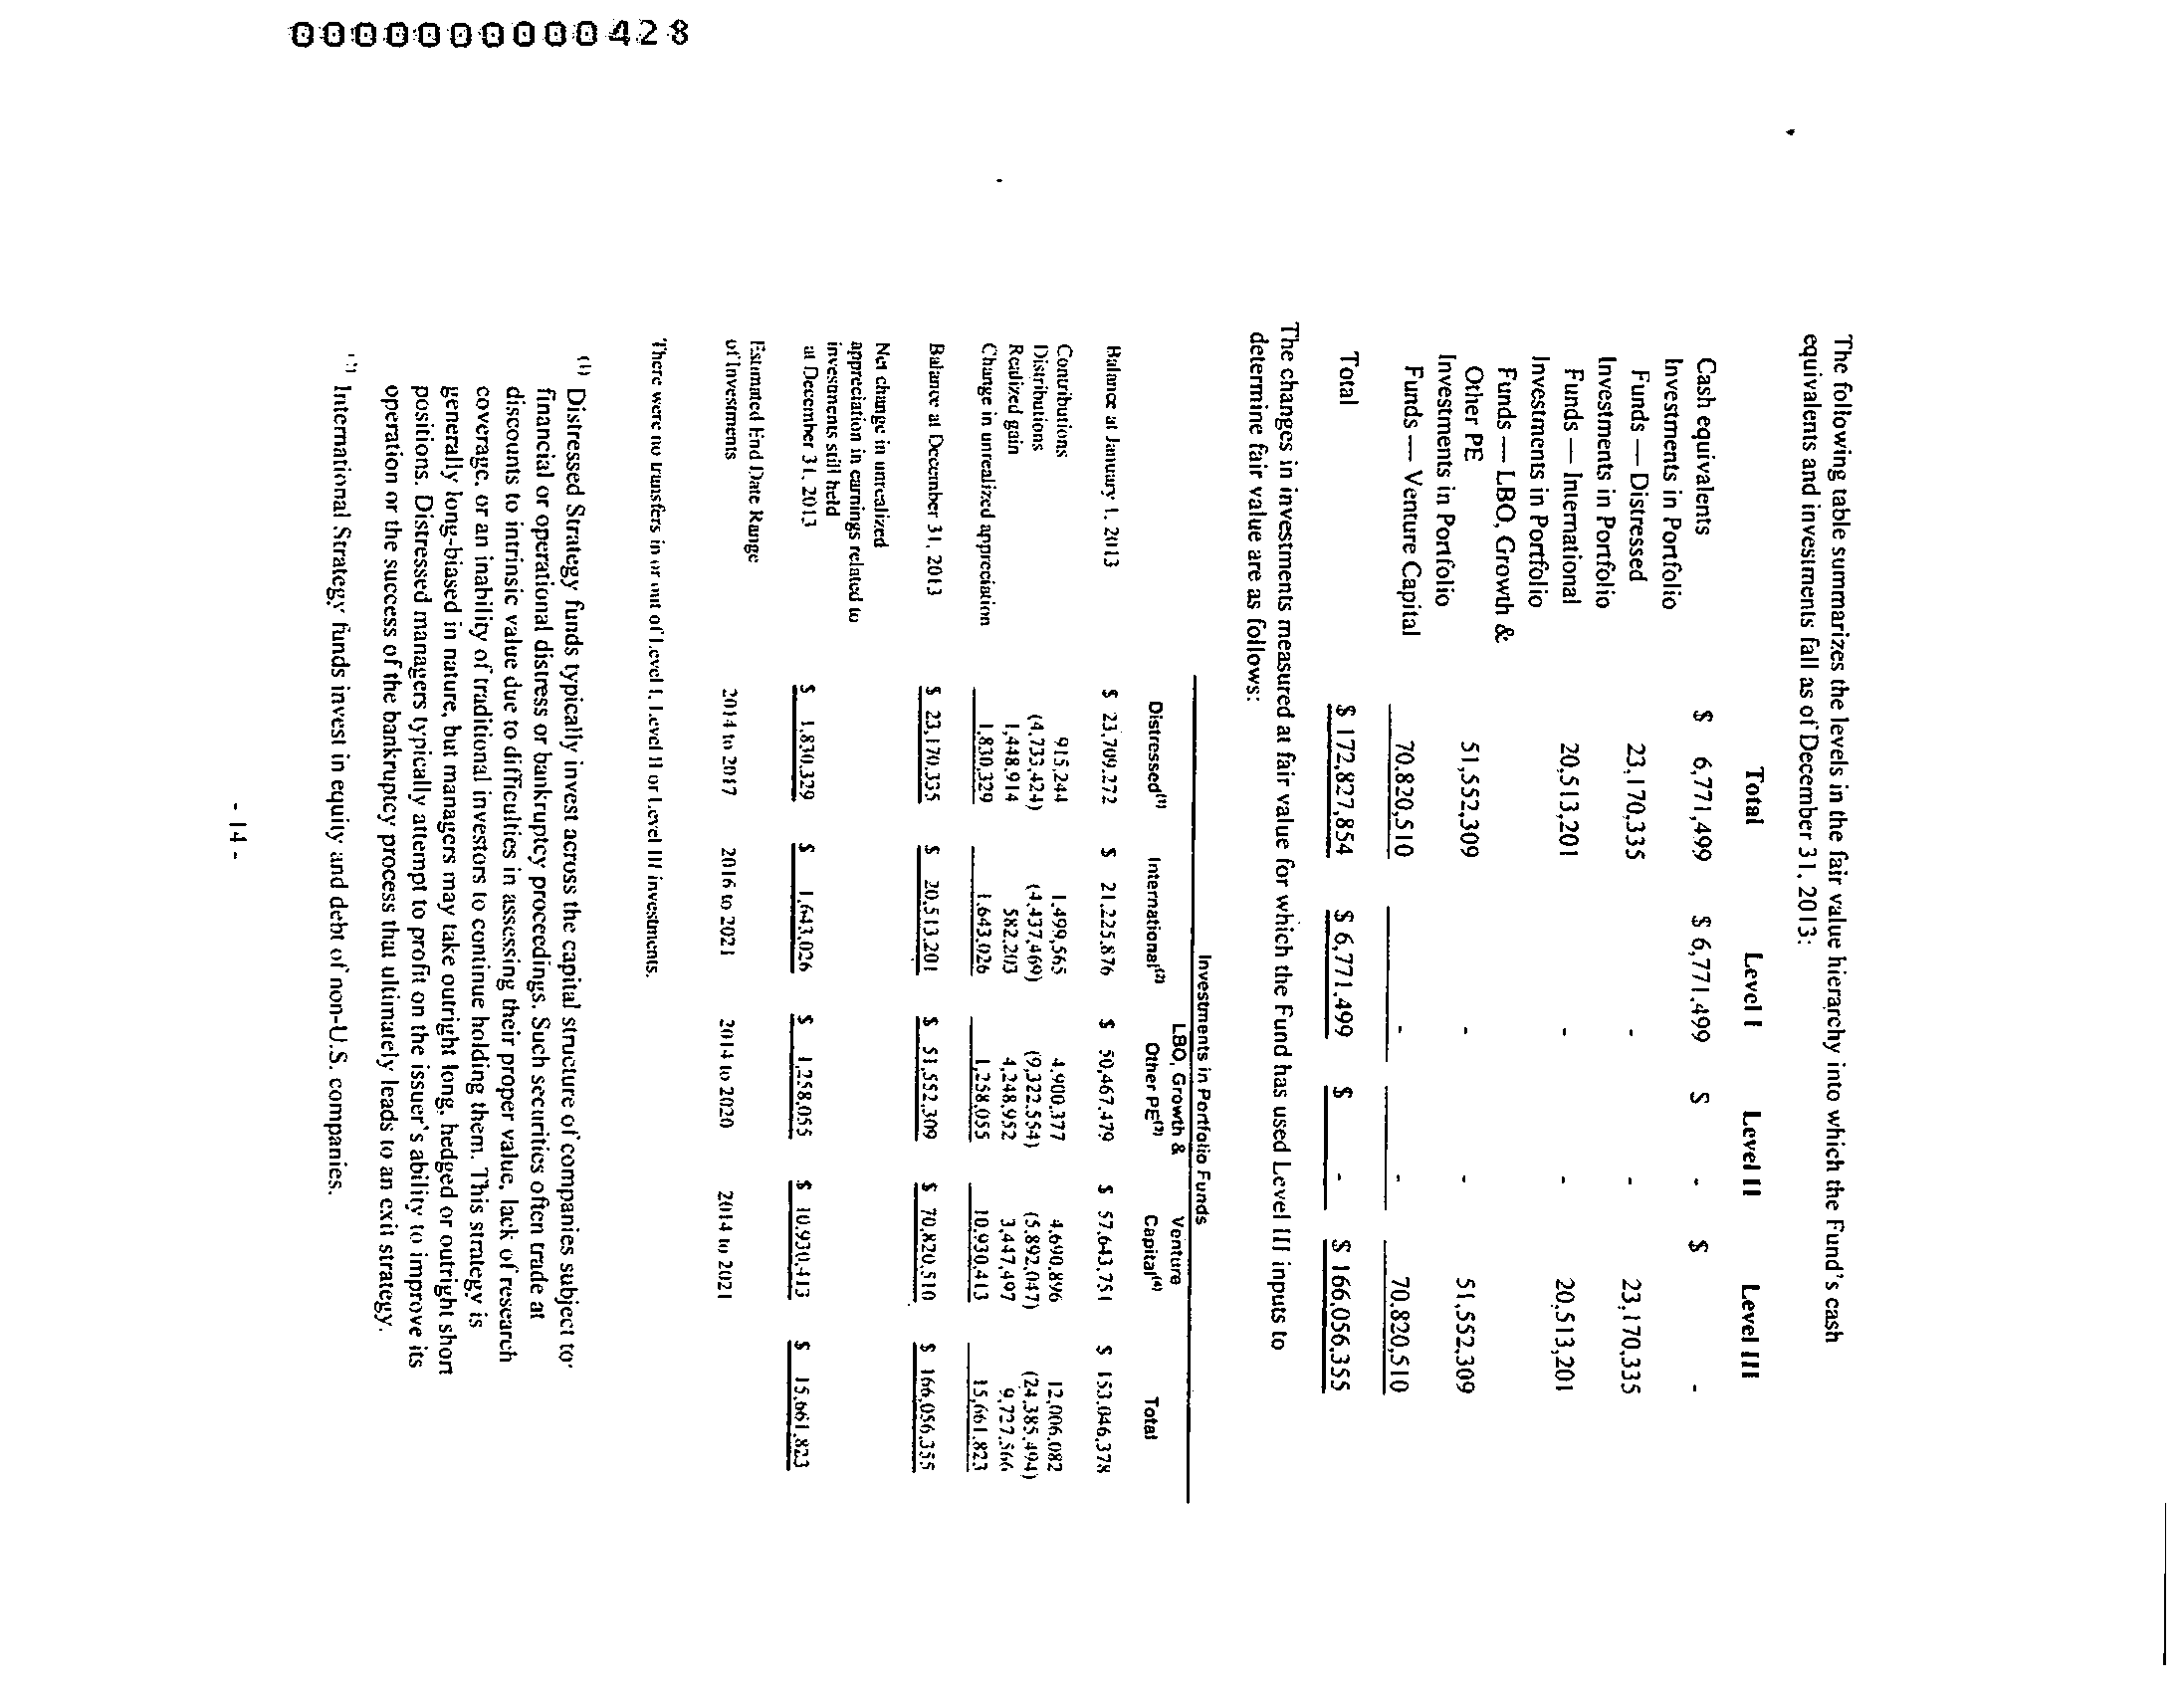 0000000000428
The following table summarizes the levels in the fair value hierarchy into which the Fund's cash
equivalents and investments fall as of December 31, 2013:
Total Level I Level II Level III
Cash equivalents $ 6,771,499 $ 6,771,499 $ - $ -
Investments in Portfolio
Funds — Distressed 23,170,335 - - 23,170,335
Investments in Portfolio
Funds — International 20,513,201 - - 20,513,201
Investments in Portfolio
Funds — LBO, Growth &
Other PE 51,552,309 - - 51,552,309
Investments in Portfolio
Funds — Venture Capital 70,820,510 - - 70,820,510
Total $ 172,827,854 $ 6,771,499 $ - $ 166,056,355
The changes in investments measured at fair value for which the Fund has used Level III inputs to
determine fair value are as follows:
Investments in Portfolio Funds
LBO, Growth & Venture
Distressed(1) International(2) Other PE(3) Capital(4) Total
Balance at January 1, 2013 $ 23,709,272 $ 21,225,876 $ 50,467,479 $ 57,643,751 $ 153,046,378
Contributions 915,244 1,499,565 4,900,377 4,690,896 12,006,082
Distributions (4,733,424) (4,437,469) (9,322,554) (5,892,047) (24,385,494)
Realized gain 1,448,914 582,203 4,248,952 3,447,497 9,727,566
Change in unrealized appreciation 1,830,329 1,643,026 1,258,055 10,930,413 15,661,823
Balance at December 31, 2013 $ 23,170,335 $ 20,513,201 $ 51,552,309 $ 70,820,510 $ 166,056,355
Net change in unrealized
appreciation in earnings related to
investments still held
at December 31, 2013 $ 1,830,329 $ 1,643,026 $ 1,258,055 $ 10,930,413 $ 15,661,823
Estimated End Date Range
of Investments 2014 to 2017 2016 to 2021 2014 to 2020 2014 to 2021
There were no transfers in or out of Level I, Level II or Level III investments.
(1) Distressed Strategy funds typically invest across the capital structure of companies subject to
financial or operational distress or bankruptcy proceedings. Such securities often trade at
discounts to intrinsic value due to difficulties in assessing their proper value, lack of research
coverage, or an inability of traditional investors to continue holding them. This strategy is
generally long-biased in nature, but managers may take outright long, hedged or outright short
positions. Distressed managers typically attempt to profit on the issuer's ability to improve its
operation or the success of the bankruptcy process that ultimately leads to an exit strategy.
(2) International Strategy funds invest in equity and debt of non-U.S. companies.
- 14 -